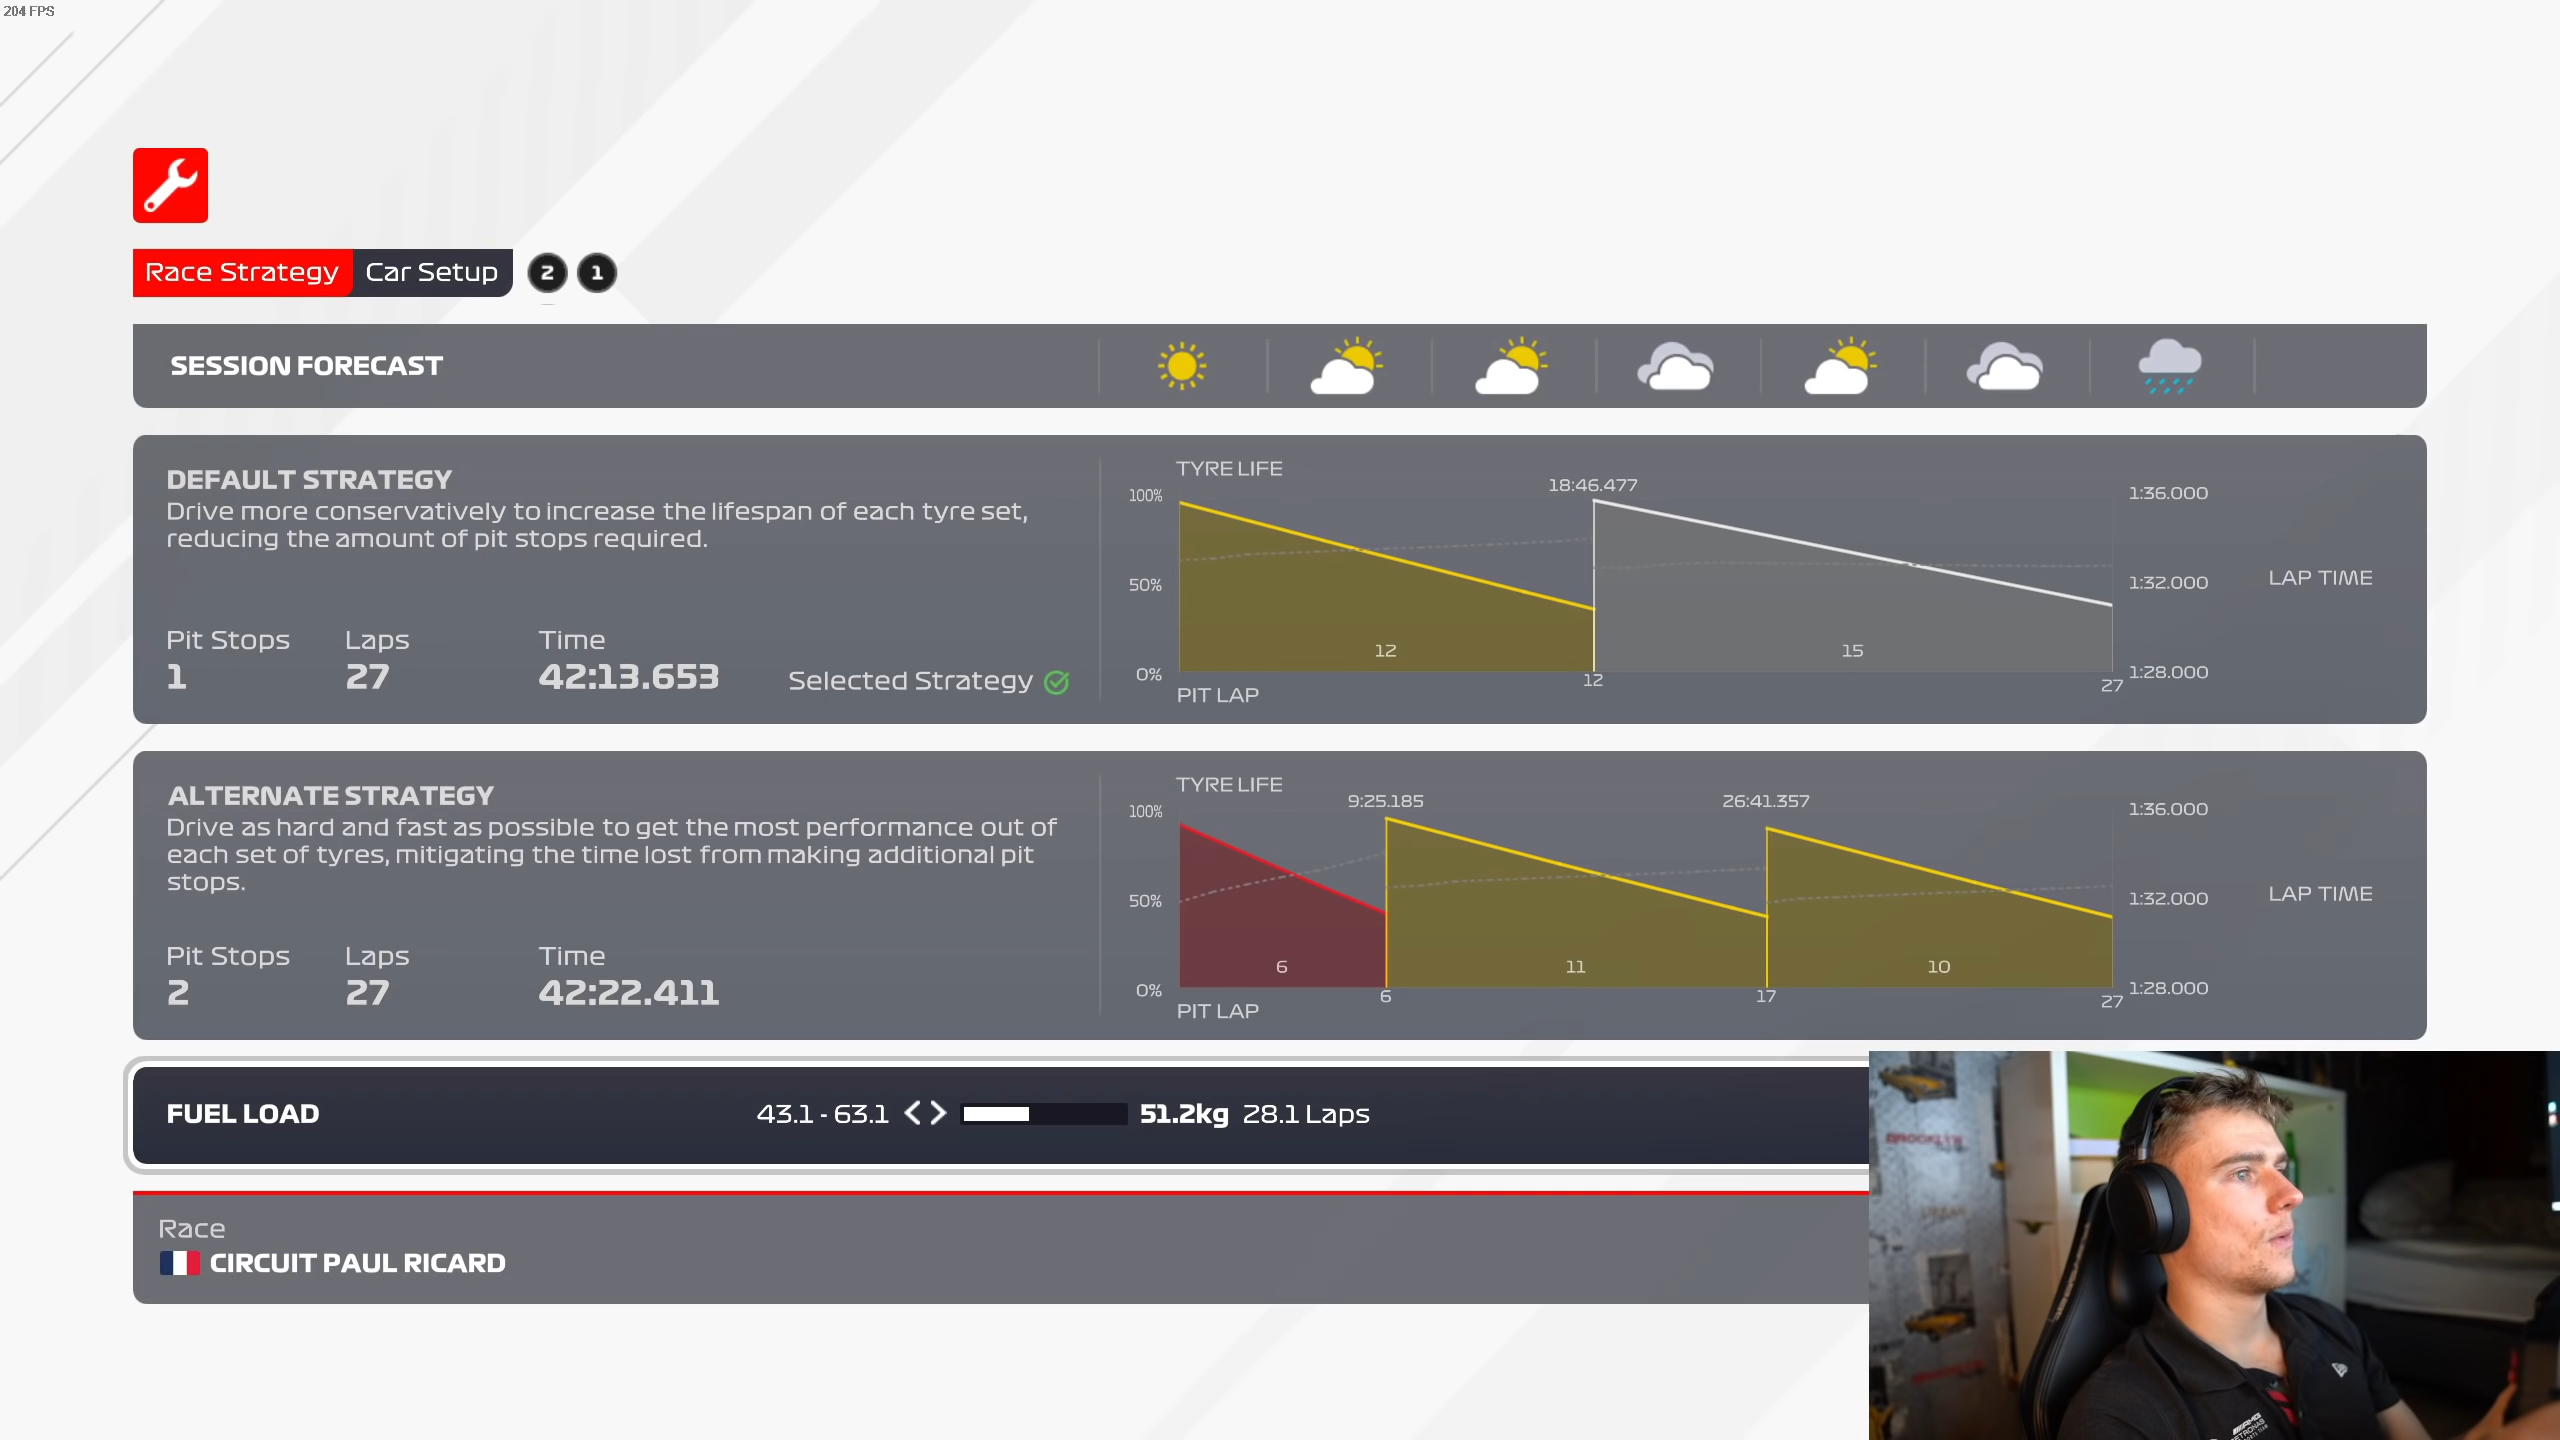 204 FPS
Race Strategy
Car Setup
2
1
SESSION FORECAST
DEFAULT STRATEGY
Drive more conservatively to increase the lifespan of each tyre set,
reducing the amount of pit stops required.
Pit Stops
Laps
Time
1
27
42:13.653
Selected Strategy
TYRE LIFE
18:46.477
100%
50%
0%
12
15
12
27
PIT LAP
1:36.000
1:32.000
1:28.000
LAP TIME
ALTERNATE STRATEGY
Drive as hard and fast as possible to get the most performance out of
each set of tyres, mitigating the time lost from making additional pit
stops.
Pit Stops
Laps
Time
2
27
42:22.411
TYRE LIFE
9:25.185
26:41.357
100%
50%
0%
6
11
10
6
17
27
PIT LAP
1:36.000
1:32.000
1:28.000
LAP TIME
FUEL LOAD
43.1 - 63.1
51.2kg
28.1 Laps
Race
CIRCUIT PAUL RICARD